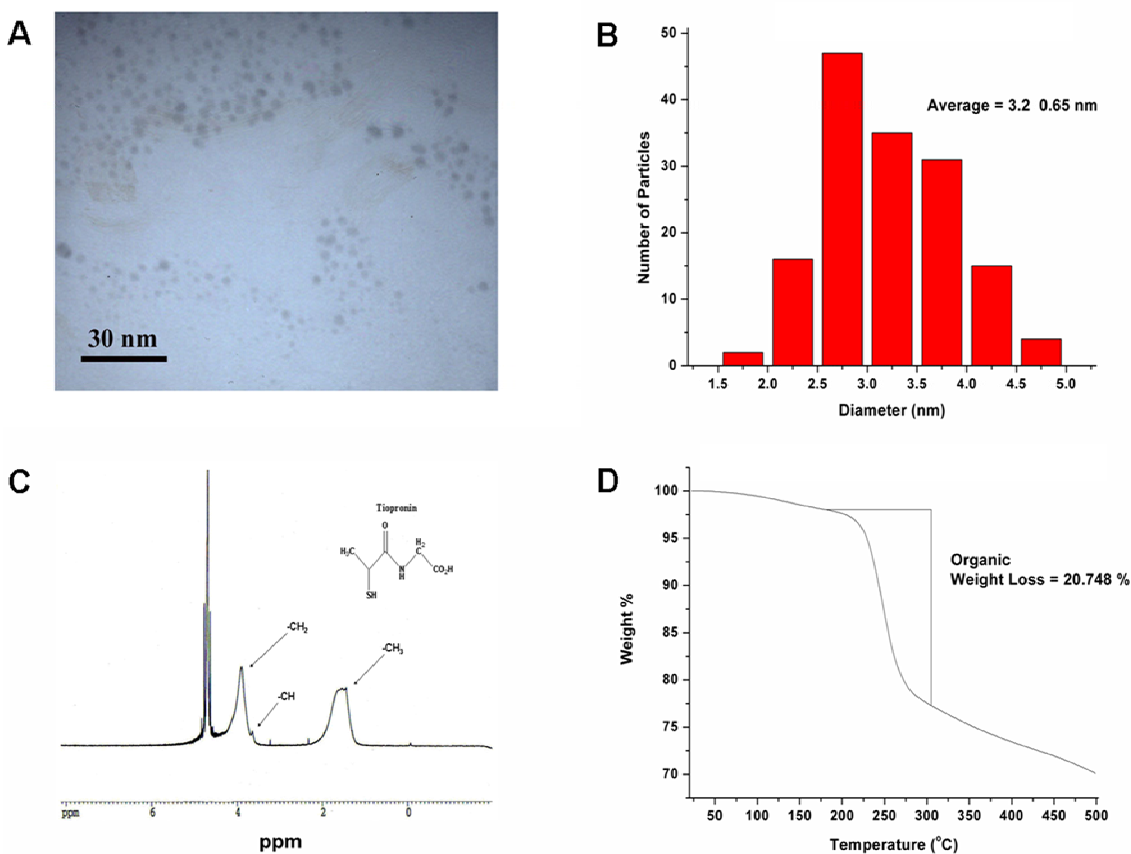 A
30 nm
B
50
40
30
20
10
0
Number of Particles
Average = 3.2 0.65 nm
1.5 2.0 2.5 3.0 3.5 4.0 4.5 5.0
Diameter (nm)
C
Tiopronin
O
H₃C
H₂
C
N
H
CO₂H
SH
-CH₂
-CH
-CH₃
ppm 6 4 2 0
ppm
D
100
95
90
85
80
75
70
Weight %
Organic
Weight Loss = 20.748 %
50 100 150 200 250 300 350 400 450 500
Temperature (°C)